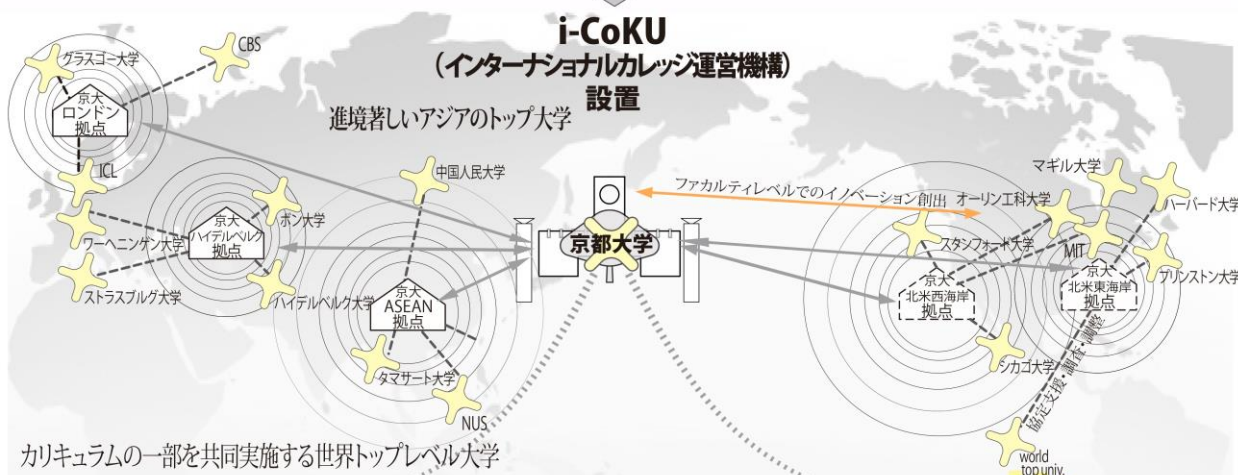 i-CoKU
(インターナショナルカレッジ運営機構)
設置
進境著しいアジアのトップ大学
グラスゴー大学
CBS
京大
ロンドン
拠点
ICL
ワーヘニンゲン大学
ストラスブルグ大学
京大
ハイデルベルク
拠点
ボン大学
ハイデルベルク大学
中国人民大学
京大
ASEAN
拠点
タマサート大学
NUS
京都大学
ファカルティレベルでのイノベーション創出
オーリン工科大学
マギル大学
ハーバード大学
スタンフォード大学
MIT
プリンストン大学
京大
北米西海岸
拠点
京大
北米東海岸
拠点
シカゴ大学
協定支援・調査・調整
world
top univ.
カリキュラムの一部を共同実施する世界トップレベル大学